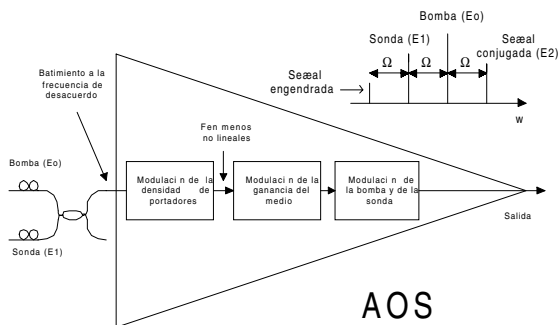 Bomba (Eo)
Sonda (E1)
Seæal
conjugada (E2)
Ω
Ω
Ω
Seæal
engendrada
w
Batimiento a la
frecuencia de
desacuerdo
Fen menos
no lineales
Bomba (Eo)
Modulaci n de la
densidad de
portadores
Modulaci n de la
ganancia del
medio
Modulaci n de
la bomba y de la
sonda
Salida
Sonda (E1)
AOS